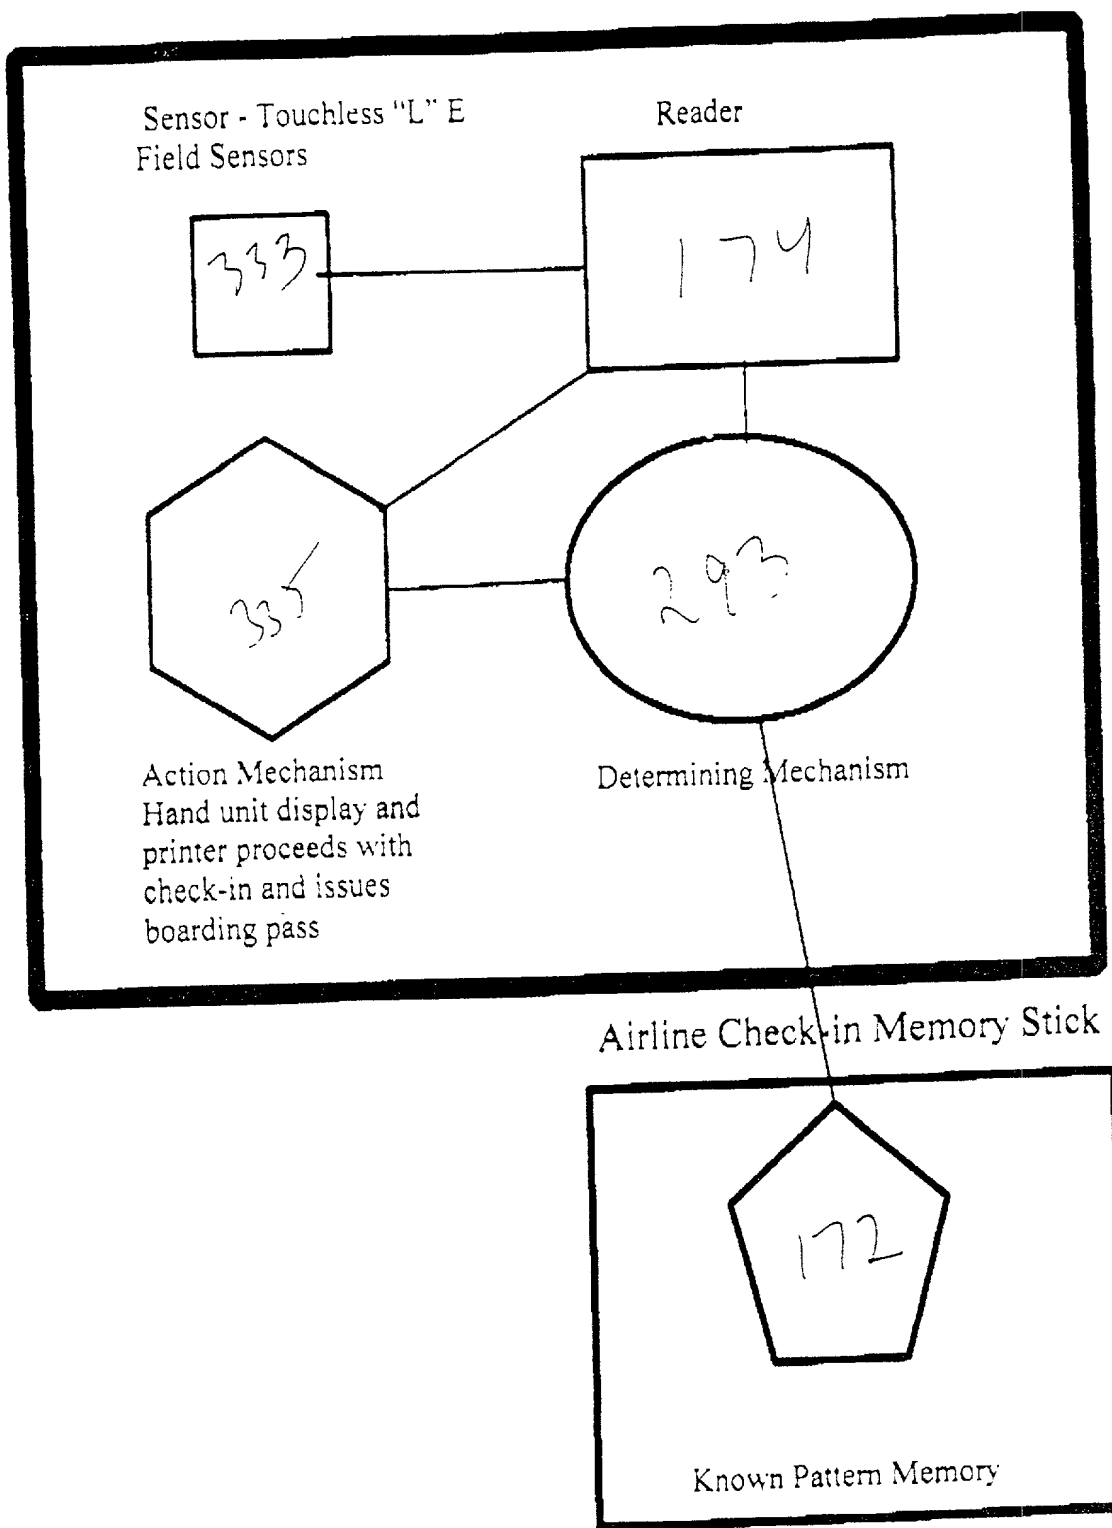 Sensor - Touchless "L" E
Field Sensors
Reader
333
174
335
293
Action Mechanism
Hand unit display and
printer proceeds with
check-in and issues
boarding pass
Determining Mechanism
Airline Check-in Memory Stick
172
Known Pattern Memory